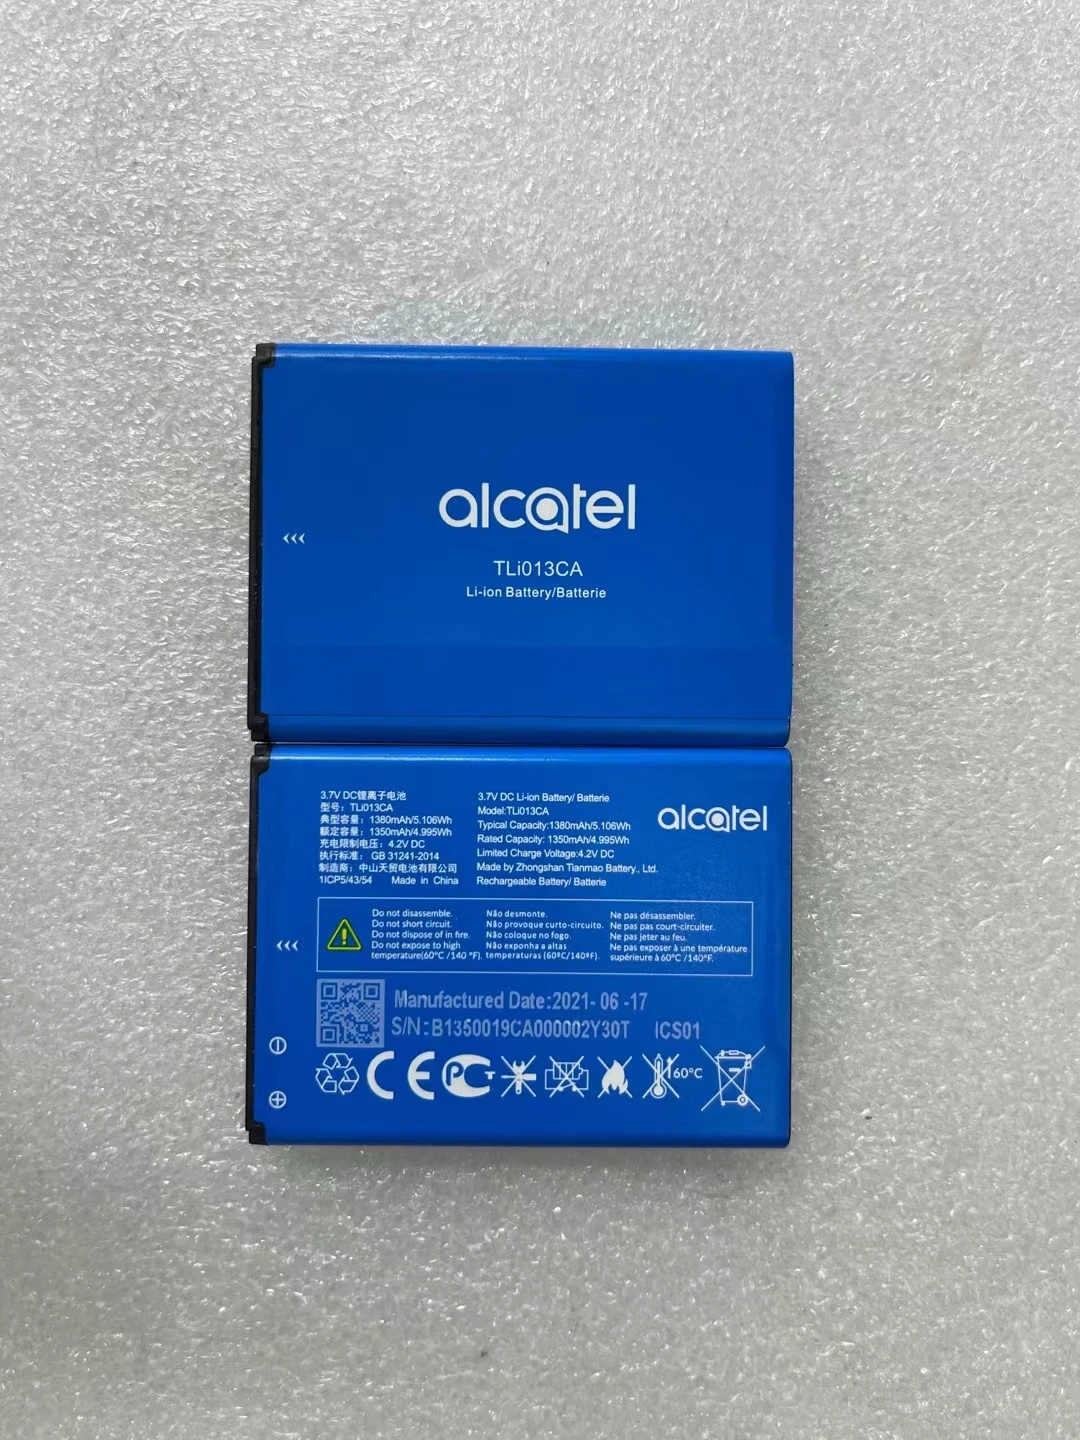 alcatel
TLi013CA
Li-ion Battery/Batterie
3.7V DC锂离子电池
型号：TLi013CA
典型容量：1380mAh/5.106Wh
额定容量：1350mAh/4.995Wh
充电限制电压：4.2V DC
执行标准：GB 31241-2014
制造商：中山天贸电池有限公司
1ICP5/43/54 Made in China
3.7V DC Li-ion Battery/ Batterie
Model:TLi013CA
Typical Capacity:1380mAh/5.106Wh
Rated Capacity: 1350mAh/4.995Wh
Limited Charge Voltage:4.2V DC
Made by Zhongshan Tianmao Battery., Ltd.
Rechargeable Battery/ Batterie
alcatel
Do not disassemble.
Do not short circuit.
Do not dispose of in fire.
Do not expose to high
temperature(60°C /140 °F).
Não desmonte.
Não provoque curto-circuito.
Não coloque no fogo.
Não exponha a altas
temperaturas (60ºC/140ºF).
Ne pas désassembler.
Ne pas court-circuiter.
Ne pas jeter au feu.
Ne pas exposer à une température
supérieure à 60°C /140°F.
Manufactured Date:2021- 06 -17
S/N:B1350019CA000002Y30T ICS01
CE 60°C